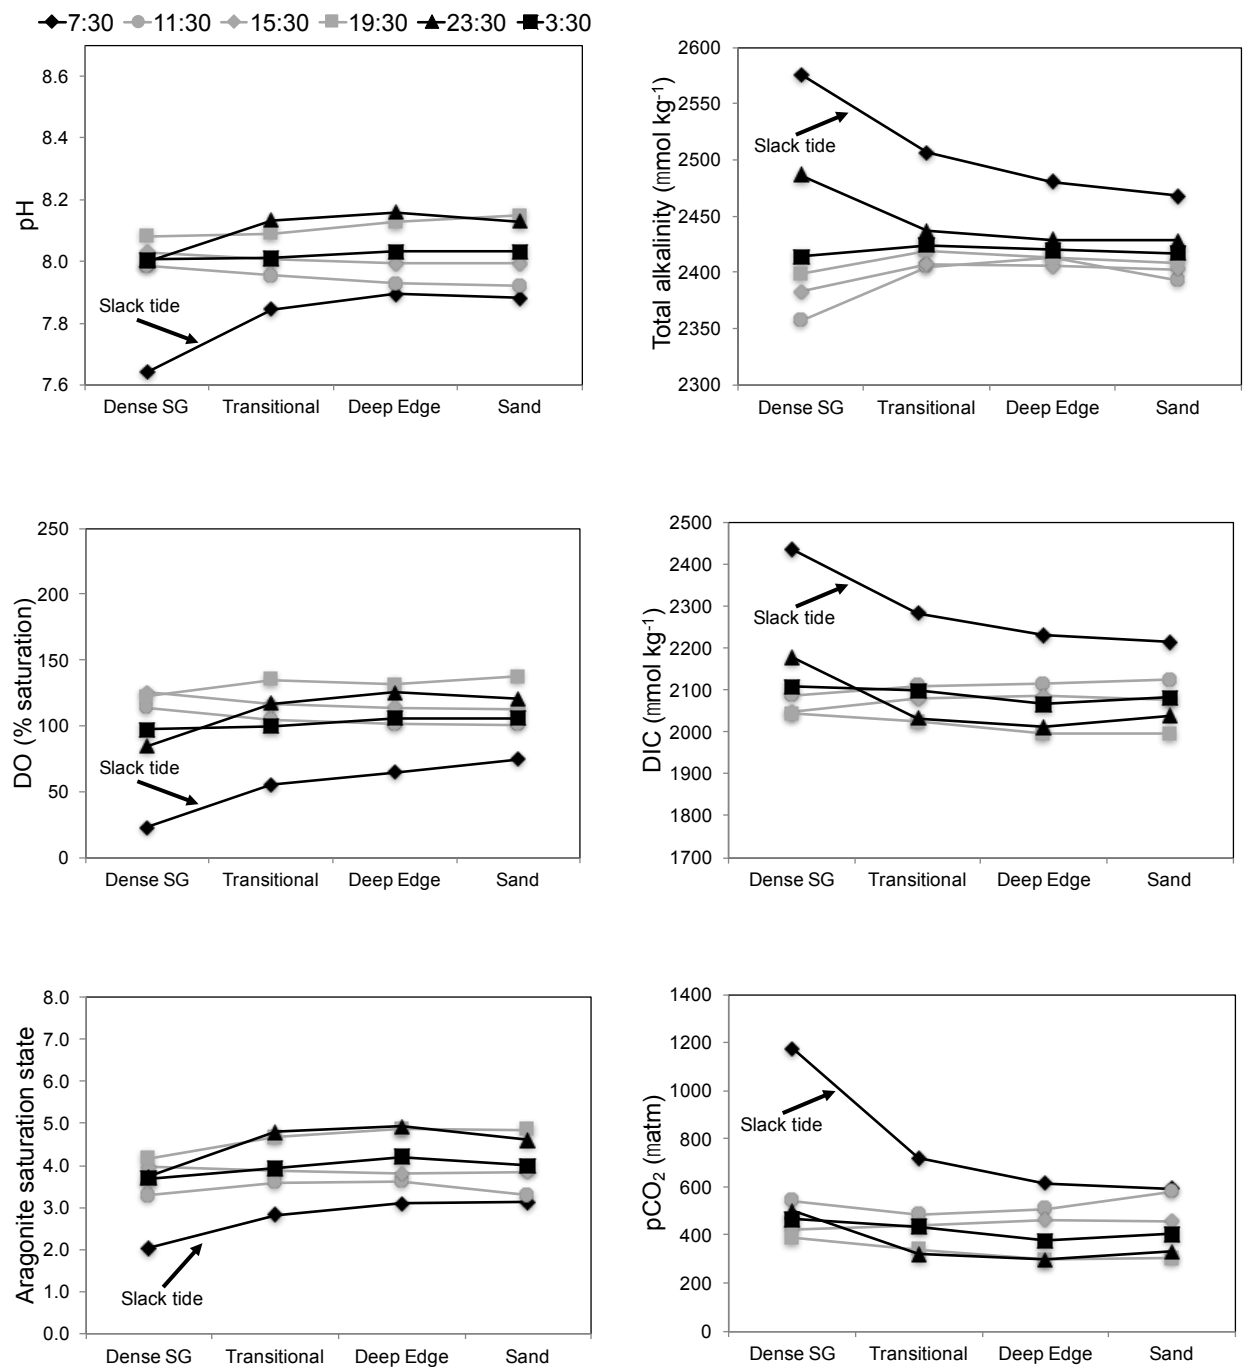 7:30 11:30 15:30 19:30 23:30 3:30
pH
8.6
8.4
8.2
8.0
7.8
7.6
Slack tide
Dense SG Transitional Deep Edge Sand
Total alkalinity (mmol kg⁻¹)
2600
2550
2500
2450
2400
2350
2300
Slack tide
Dense SG Transitional Deep Edge Sand
DO (% saturation)
250
200
150
100
50
0
Slack tide
Dense SG Transitional Deep Edge Sand
DIC (mmol kg⁻¹)
2500
2400
2300
2200
2100
2000
1900
1800
1700
Slack tide
Dense SG Transitional Deep Edge Sand
Aragonite saturation state
8.0
7.0
6.0
5.0
4.0
3.0
2.0
1.0
0.0
Slack tide
Dense SG Transitional Deep Edge Sand
pCO₂ (matm)
1400
1200
1000
800
600
400
200
0
Slack tide
Dense SG Transitional Deep Edge Sand